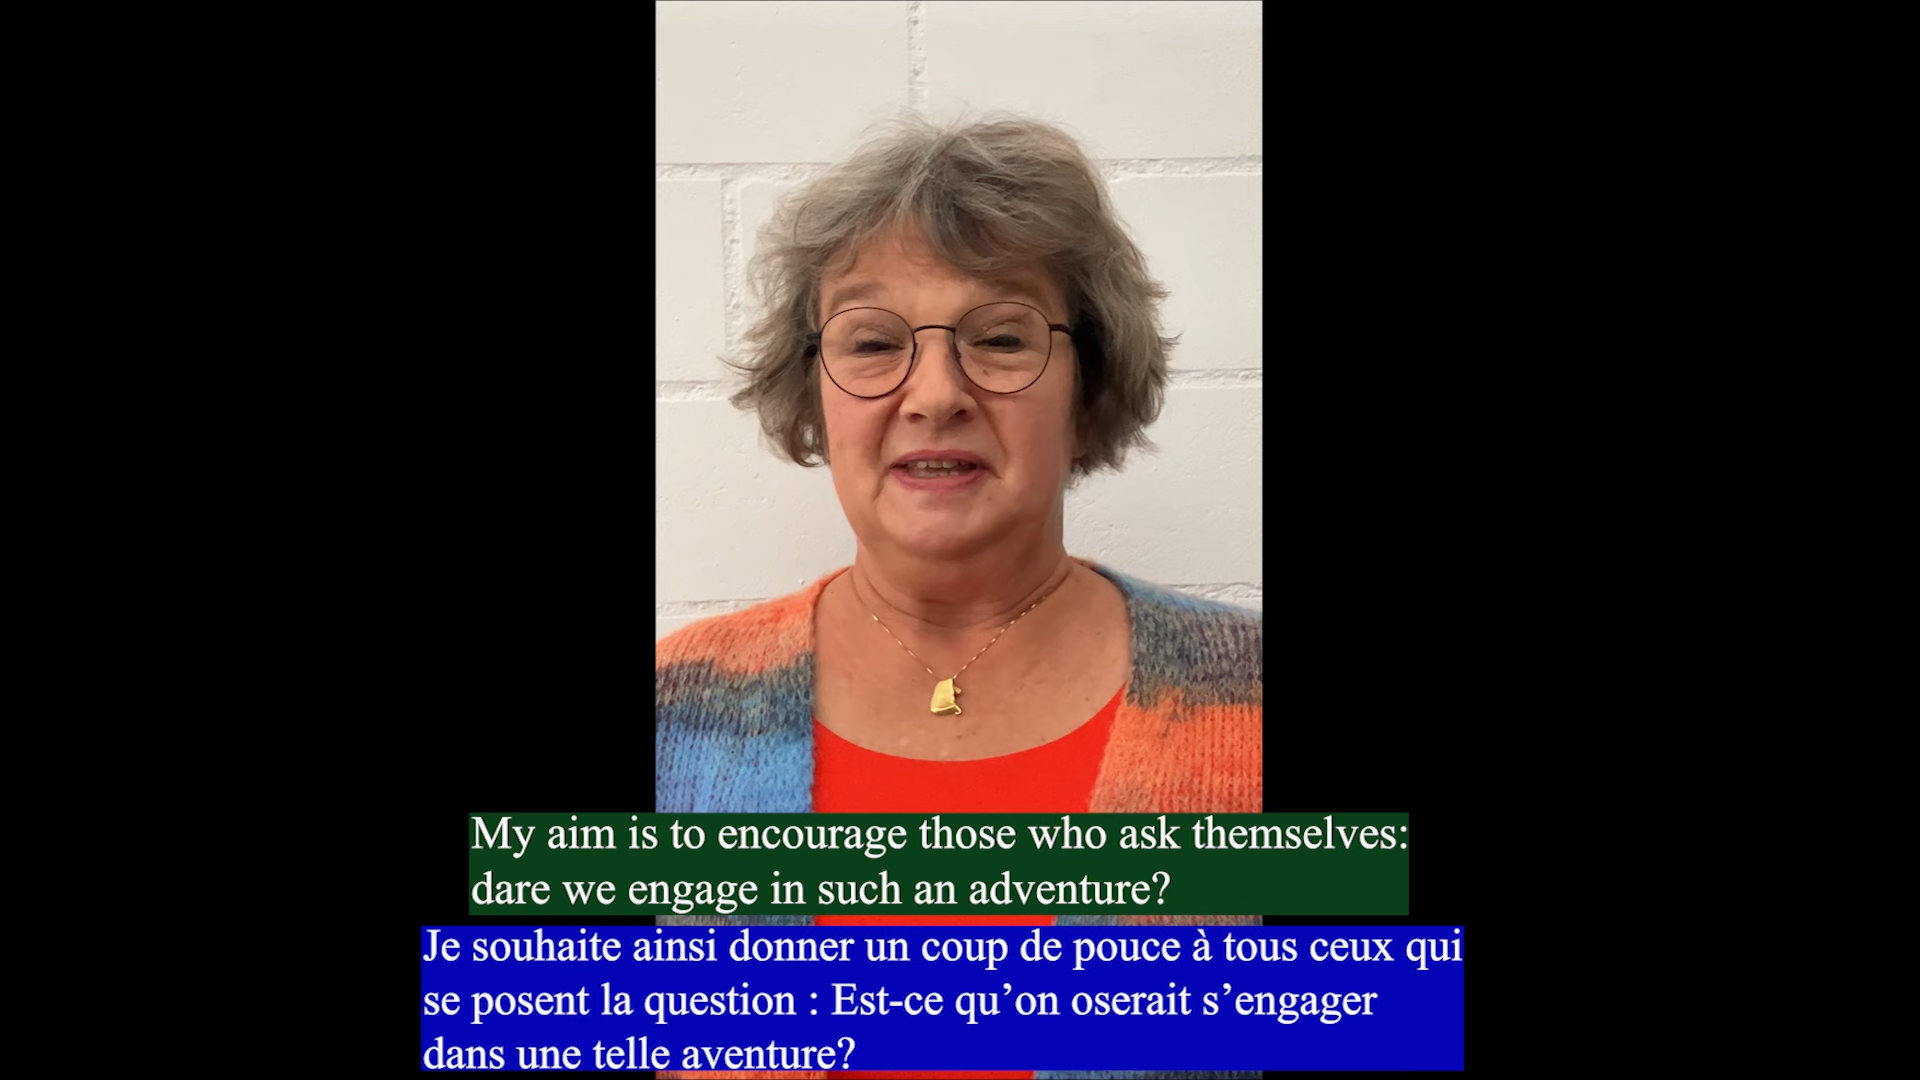 My aim is to encourage those who ask themselves:
dare we engage in such an adventure?
Je souhaite ainsi donner un coup de pouce à tous ceux qui
se posent la question : Est-ce qu’on oserait s’engager
dans une telle aventure?